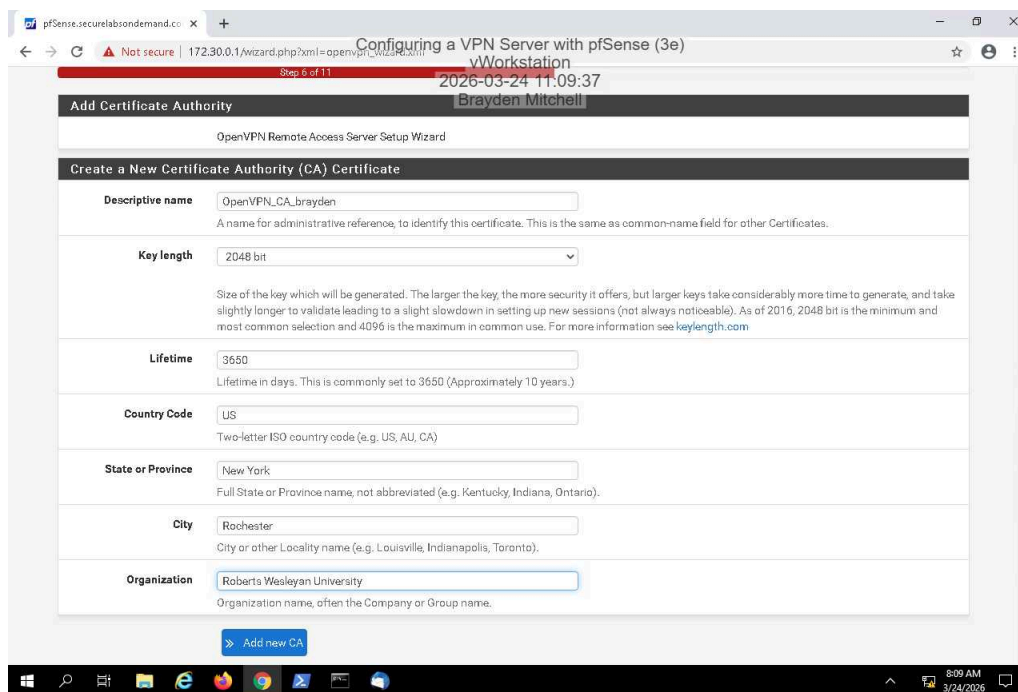 pfSense.securelabsondemand.co
Not secure | 172.30.0.1/wizard.php?xml=openvpn_wizard.xml
Configuring a VPN Server with pfSense (3e)
vWorkstation
2026-03-24 11:09:37
Brayden Mitchell
Step 6 of 11
Add Certificate Authority
OpenVPN Remote Access Server Setup Wizard
Create a New Certificate Authority (CA) Certificate
Descriptive name
OpenVPN_CA_brayden
A name for administrative reference, to identify this certificate. This is the same as common-name field for other Certificates.
Key length
2048 bit
Size of the key which will be generated. The larger the key, the more security it offers, but larger keys take considerably more time to generate, and take
slightly longer to validate leading to a slight slowdown in setting up new sessions (not always noticeable). As of 2016, 2048 bit is the minimum and
most common selection and 4096 is the maximum in common use. For more information see keylength.com
Lifetime
3650
Lifetime in days. This is commonly set to 3650 (Approximately 10 years.)
Country Code
US
Two-letter ISO country code (e.g. US, AU, CA)
State or Province
New York
Full State or Province name, not abbreviated (e.g. Kentucky, Indiana, Ontario).
City
Rochester
City or other Locality name (e.g. Louisville, Indianapolis, Toronto).
Organization
Roberts Wesleyan University
Organization name, often the Company or Group name.
» Add new CA
8:09 AM
3/24/2026